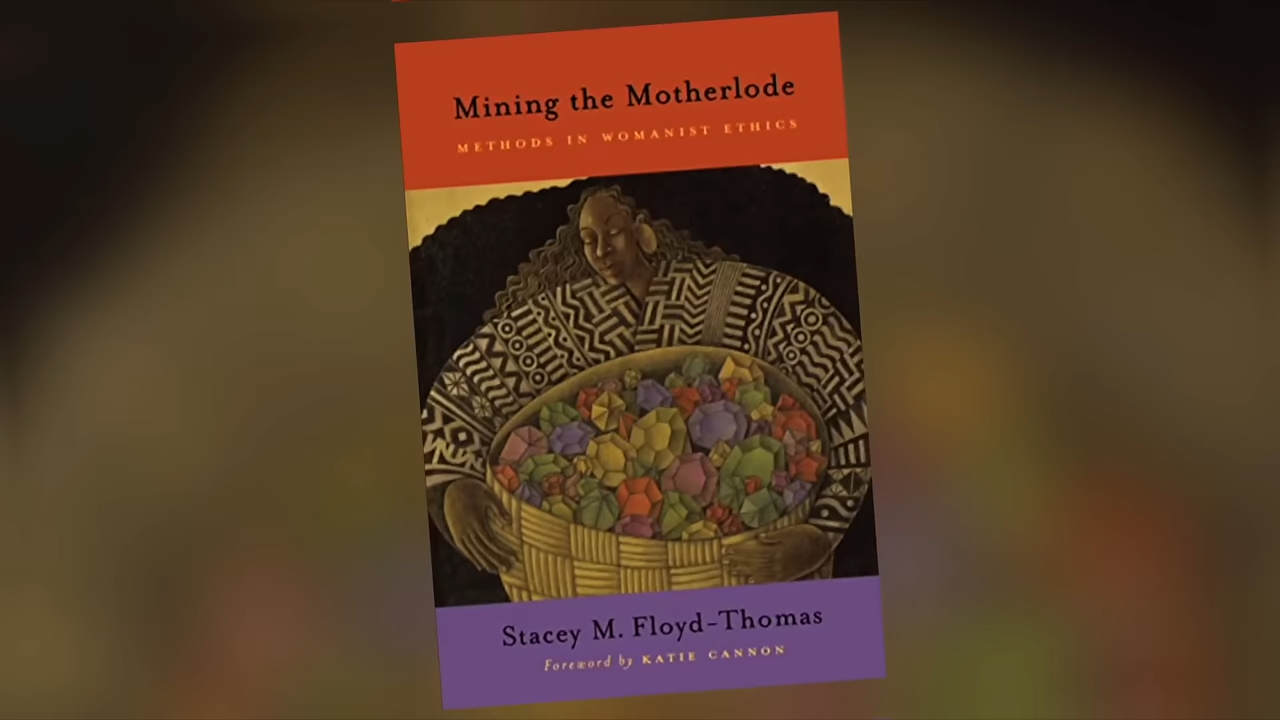 Mining the Motherlode
METHODS IN WOMANIST ETHICS
Stacey M. Floyd-Thomas
Foreword by KATIE CANNON